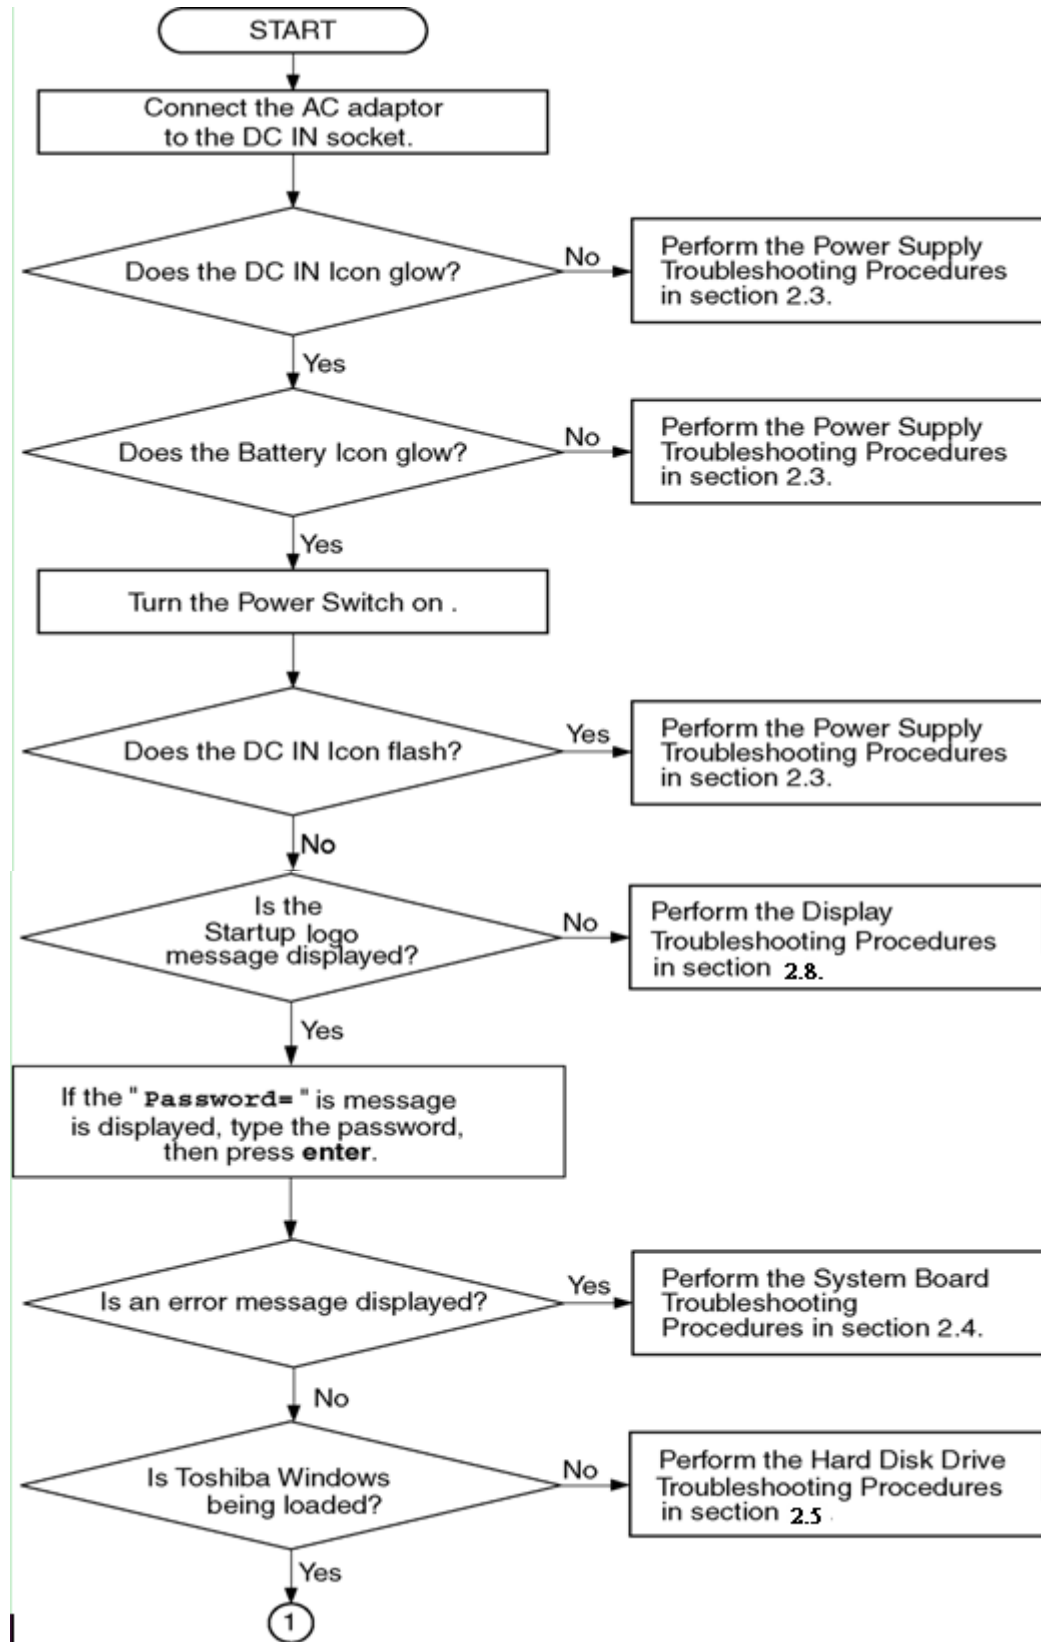 START
Connect the AC adaptor
to the DC IN socket.
Does the DC IN Icon glow?
No
Perform the Power Supply
Troubleshooting Procedures
in section 2.3.
Yes
Does the Battery Icon glow?
No
Perform the Power Supply
Troubleshooting Procedures
in section 2.3.
Yes
Turn the Power Switch on .
Does the DC IN Icon flash?
Yes
Perform the Power Supply
Troubleshooting Procedures
in section 2.3.
No
Is the
Startup logo
message displayed?
No
Perform the Display
Troubleshooting Procedures
in section 2.8.
Yes
If the " Password= " is message
is displayed, type the password,
then press enter.
Is an error message displayed?
Yes
Perform the System Board
Troubleshooting
Procedures in section 2.4.
No
Is Toshiba Windows
being loaded?
No
Perform the Hard Disk Drive
Troubleshooting Procedures
in section 2.5 .
Yes
1